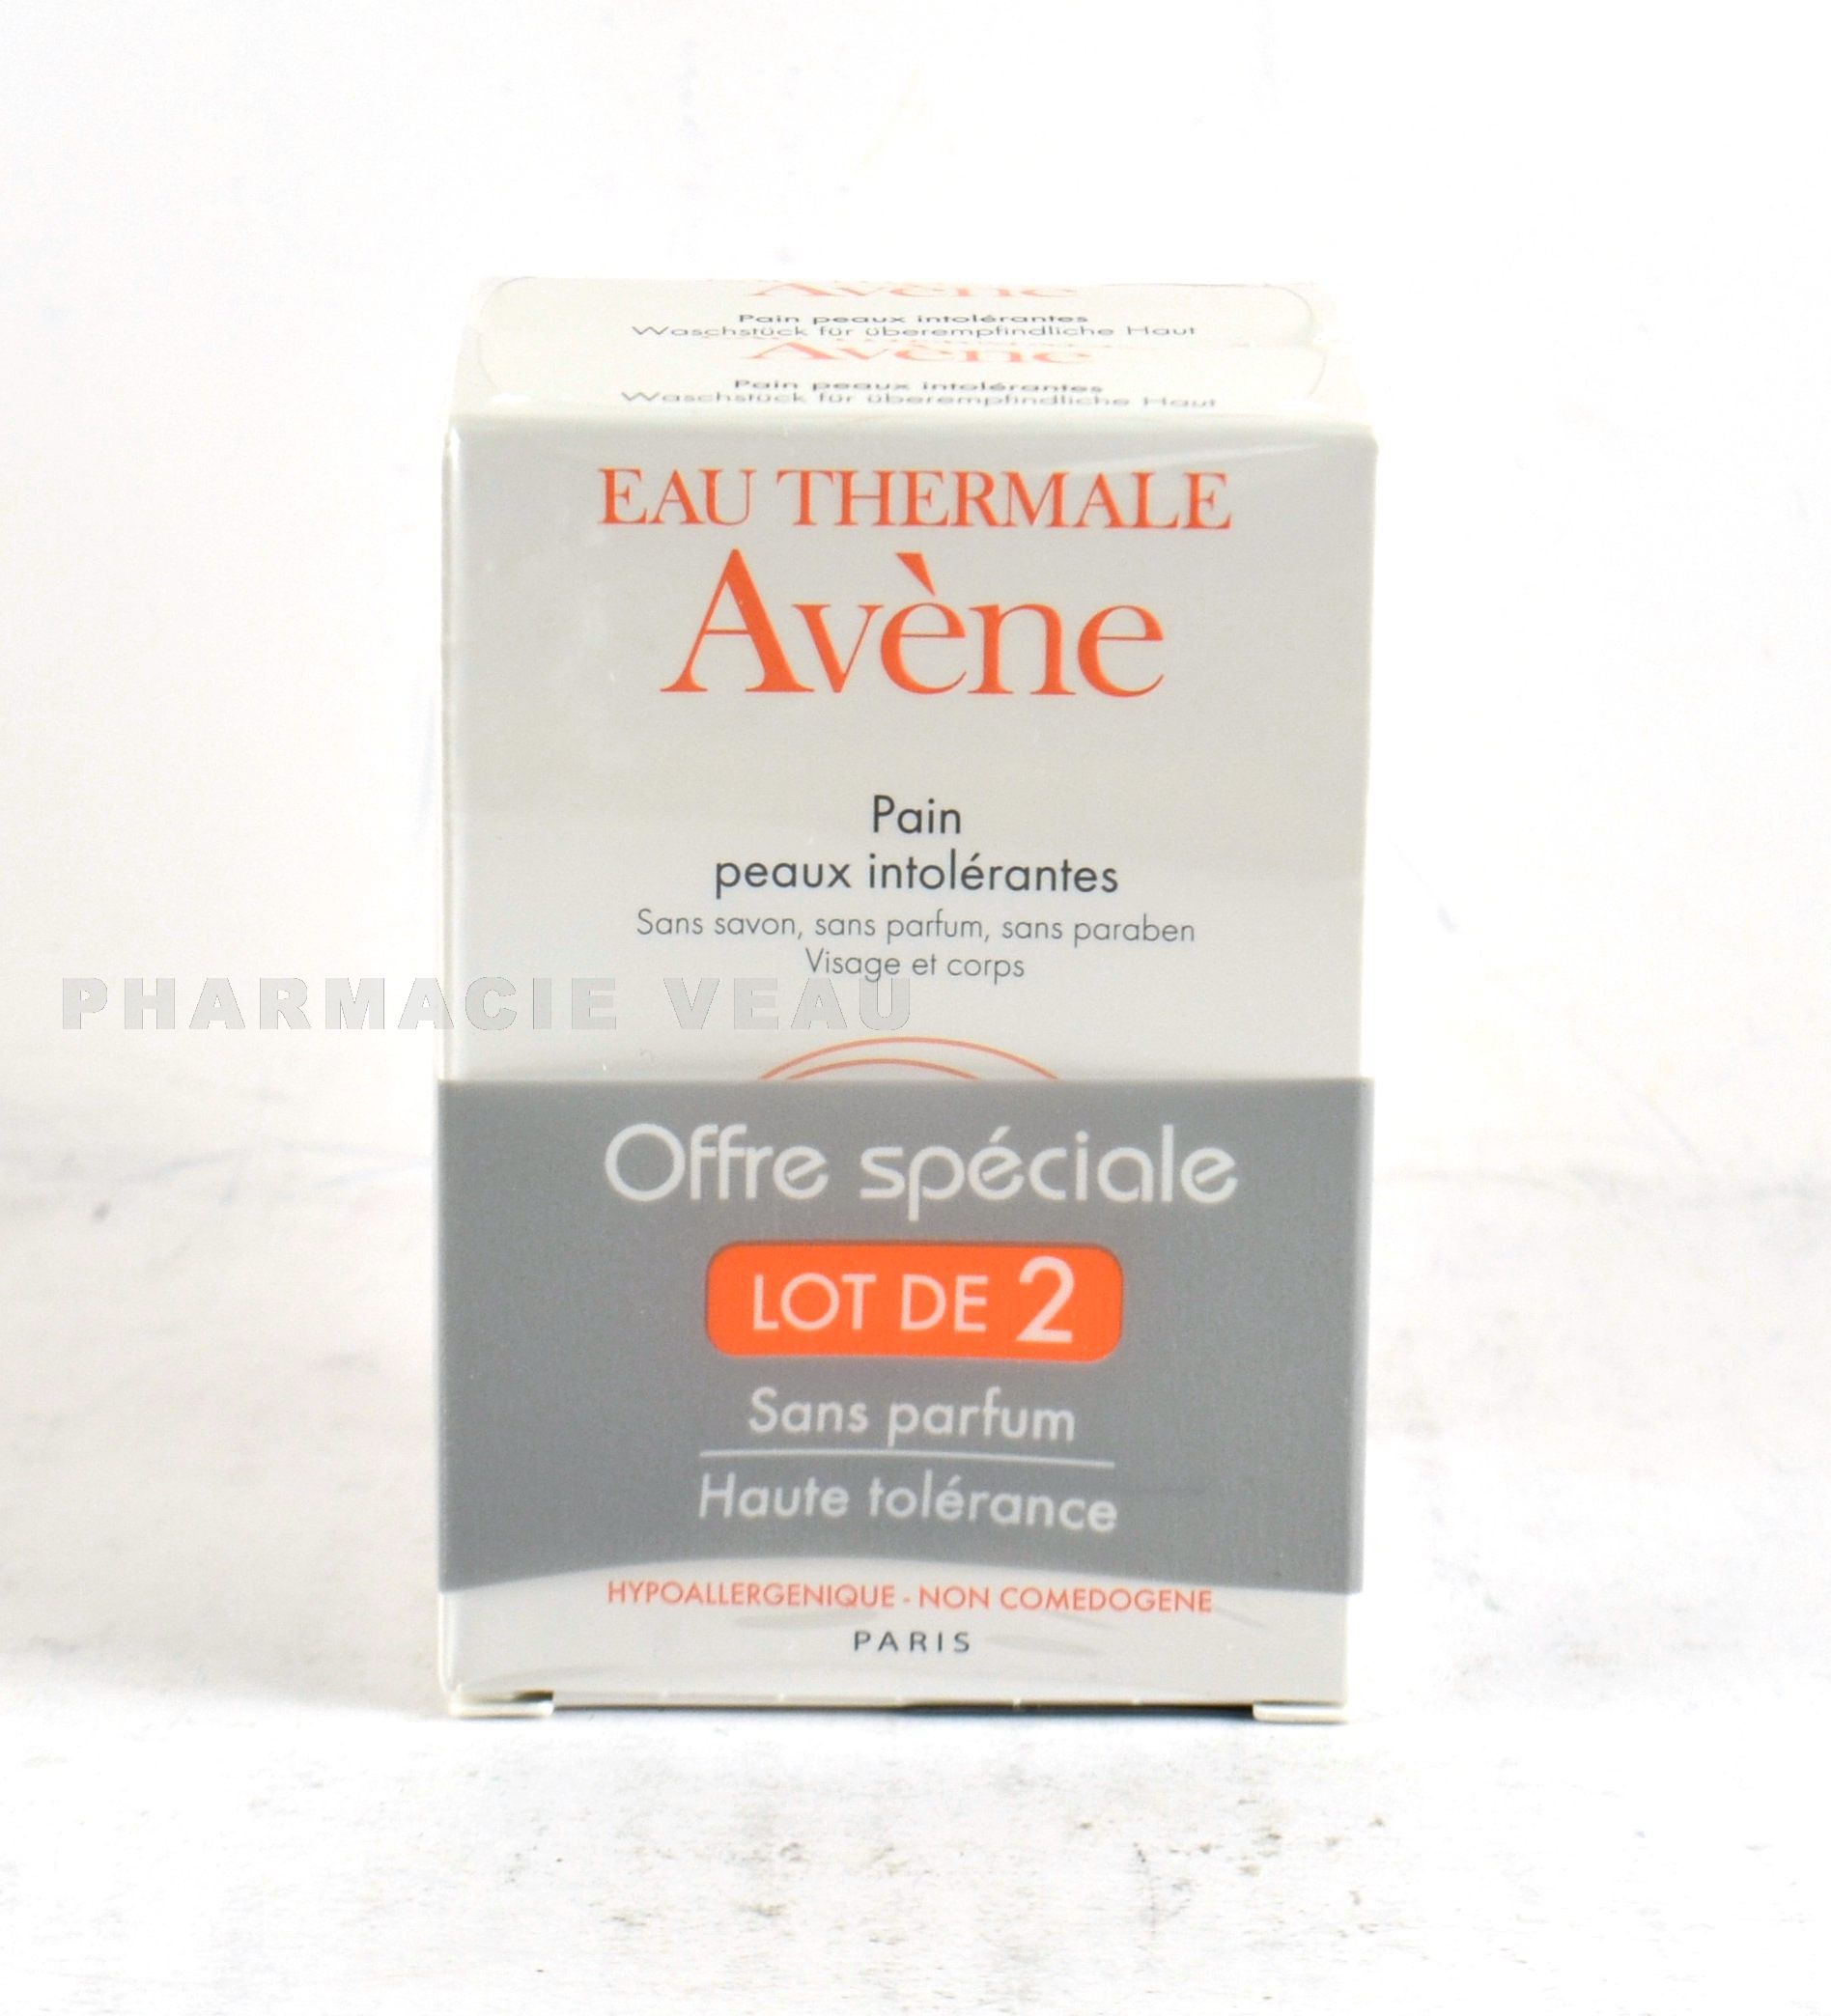 Avène
Pain peaux intolérantes
Waschstück für überempfindliche Haut
Avène
Pain peaux intolérantes
Waschstück für überempfindliche Haut
EAU THERMALE
Avène
Pain
peaux intolérantes
Sans savon, sans parfum, sans paraben
Visage et corps
PHARMACIE VEAU
Offre spéciale
LOT DE 2
Sans parfum
Haute tolérance
HYPOALLERGENIQUE - NON COMEDOGENE
PARIS